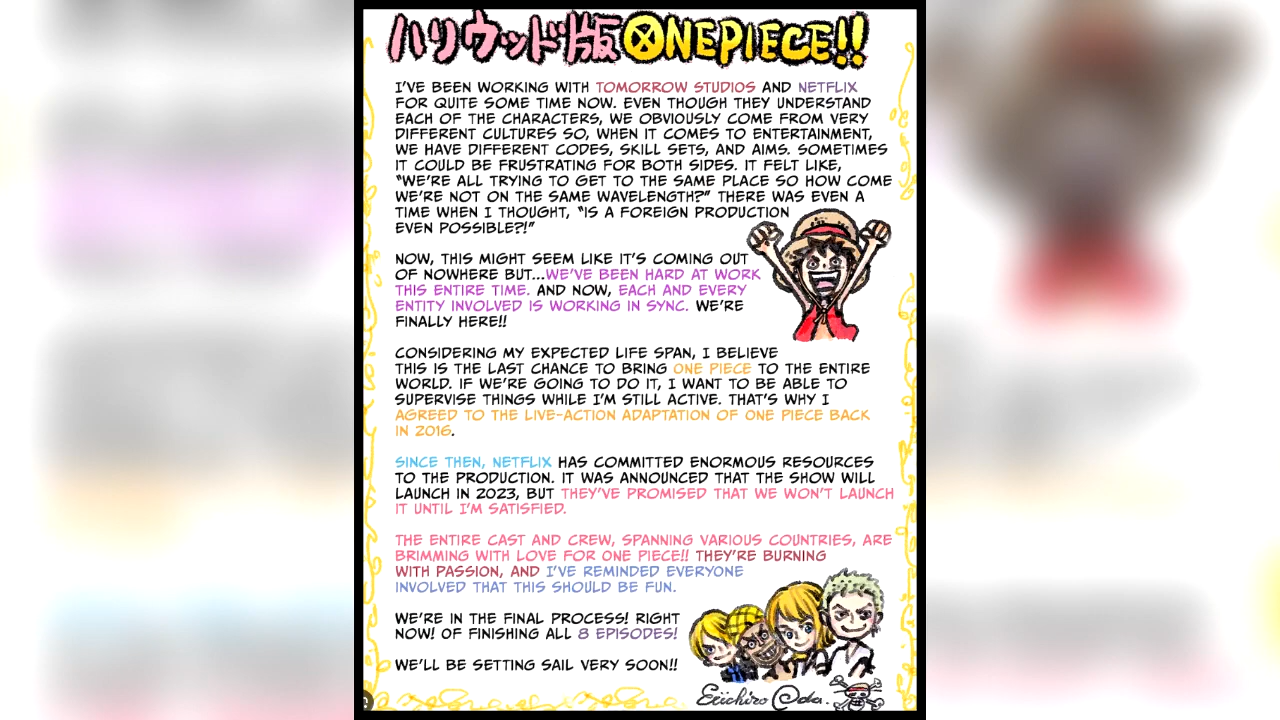 ハリウッド版ONEPIECE!!
I'VE BEEN WORKING WITH TOMORROW STUDIOS AND NETFLIX
FOR QUITE SOME TIME NOW. EVEN THOUGH THEY UNDERSTAND
EACH OF THE CHARACTERS, WE OBVIOUSLY COME FROM VERY
DIFFERENT CULTURES SO, WHEN IT COMES TO ENTERTAINMENT,
WE HAVE DIFFERENT CODES, SKILL SETS, AND AIMS. SOMETIMES
IT COULD BE FRUSTRATING FOR BOTH SIDES. IT FELT LIKE,
"WE'RE ALL TRYING TO GET TO THE SAME PLACE SO HOW COME
WE'RE NOT ON THE SAME WAVELENGTH?" THERE WAS EVEN A
TIME WHEN I THOUGHT, "IS A FOREIGN PRODUCTION
EVEN POSSIBLE?!"
NOW, THIS MIGHT SEEM LIKE IT'S COMING OUT
OF NOWHERE BUT...WE'VE BEEN HARD AT WORK
THIS ENTIRE TIME. AND NOW, EACH AND EVERY
ENTITY INVOLVED IS WORKING IN SYNC. WE'RE
FINALLY HERE!!
CONSIDERING MY EXPECTED LIFE SPAN, I BELIEVE
THIS IS THE LAST CHANCE TO BRING ONE PIECE TO THE ENTIRE
WORLD. IF WE'RE GOING TO DO IT, I WANT TO BE ABLE TO
SUPERVISE THINGS WHILE I'M STILL ACTIVE. THAT'S WHY I
AGREED TO THE LIVE-ACTION ADAPTATION OF ONE PIECE BACK
IN 2016.
SINCE THEN, NETFLIX HAS COMMITTED ENORMOUS RESOURCES
TO THE PRODUCTION. IT WAS ANNOUNCED THAT THE SHOW WILL
LAUNCH IN 2023, BUT THEY'VE PROMISED THAT WE WON'T LAUNCH
IT UNTIL I'M SATISFIED.
THE ENTIRE CAST AND CREW, SPANNING VARIOUS COUNTRIES, ARE
BRIMMING WITH LOVE FOR ONE PIECE!! THEY'RE BURNING
WITH PASSION, AND I'VE REMINDED EVERYONE
INVOLVED THAT THIS SHOULD BE FUN.
WE'RE IN THE FINAL PROCESS! RIGHT
NOW! OF FINISHING ALL 8 EPISODES!
WE'LL BE SETTING SAIL VERY SOON!!
Eiichiro Oda.